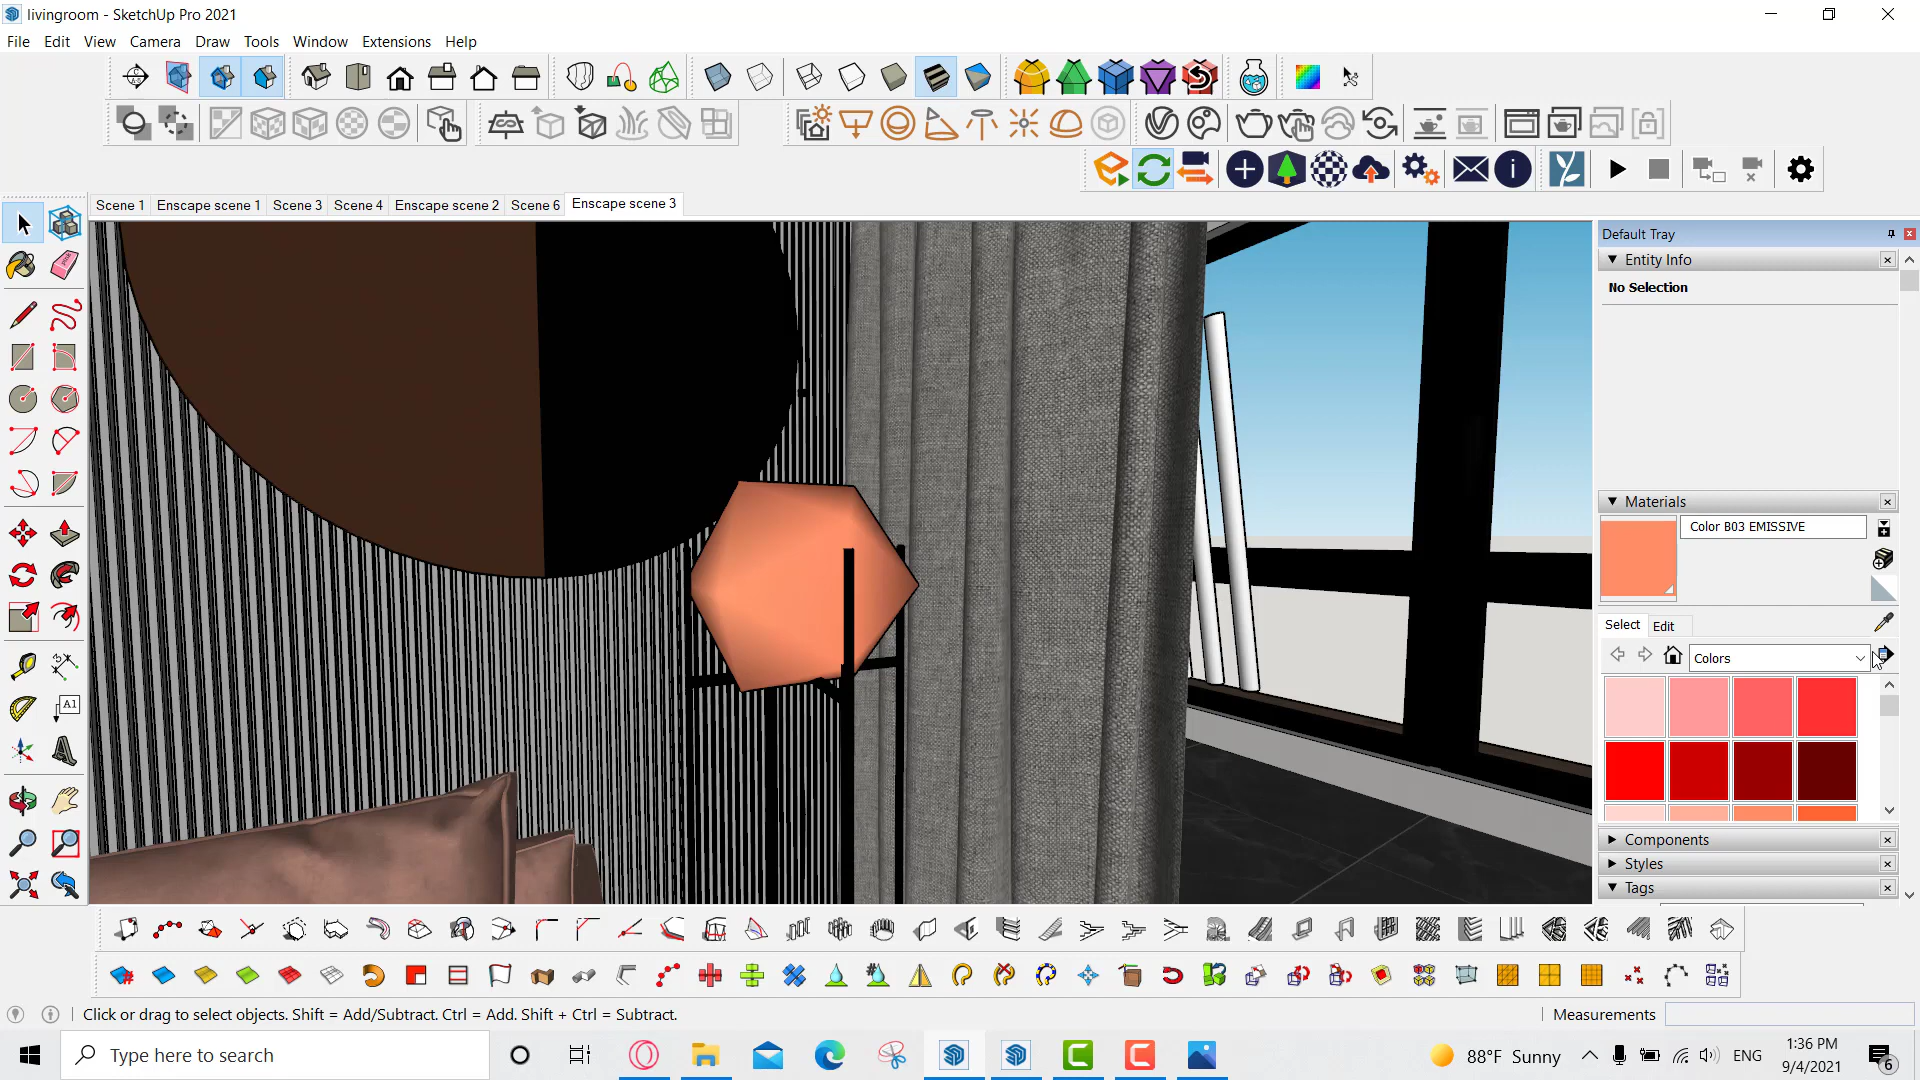 livingroom - SketchUp Pro 2021
File Edit View Camera Draw Tools Window Extensions Help
Scene 1 Enscape scene 1 Scene 3 Scene 4 Enscape scene 2 Scene 6 Enscape scene 3
Default Tray
Entity Info
No Selection
Materials
Color B03 EMISSIVE
Select Edit
Colors
Components
Styles
Tags
A1
Click or drag to select objects. Shift = Add/Subtract. Ctrl = Add. Shift + Ctrl = Subtract.
Measurements
Type here to search
88°F Sunny
ENG
1:36 PM
9/4/2021
6